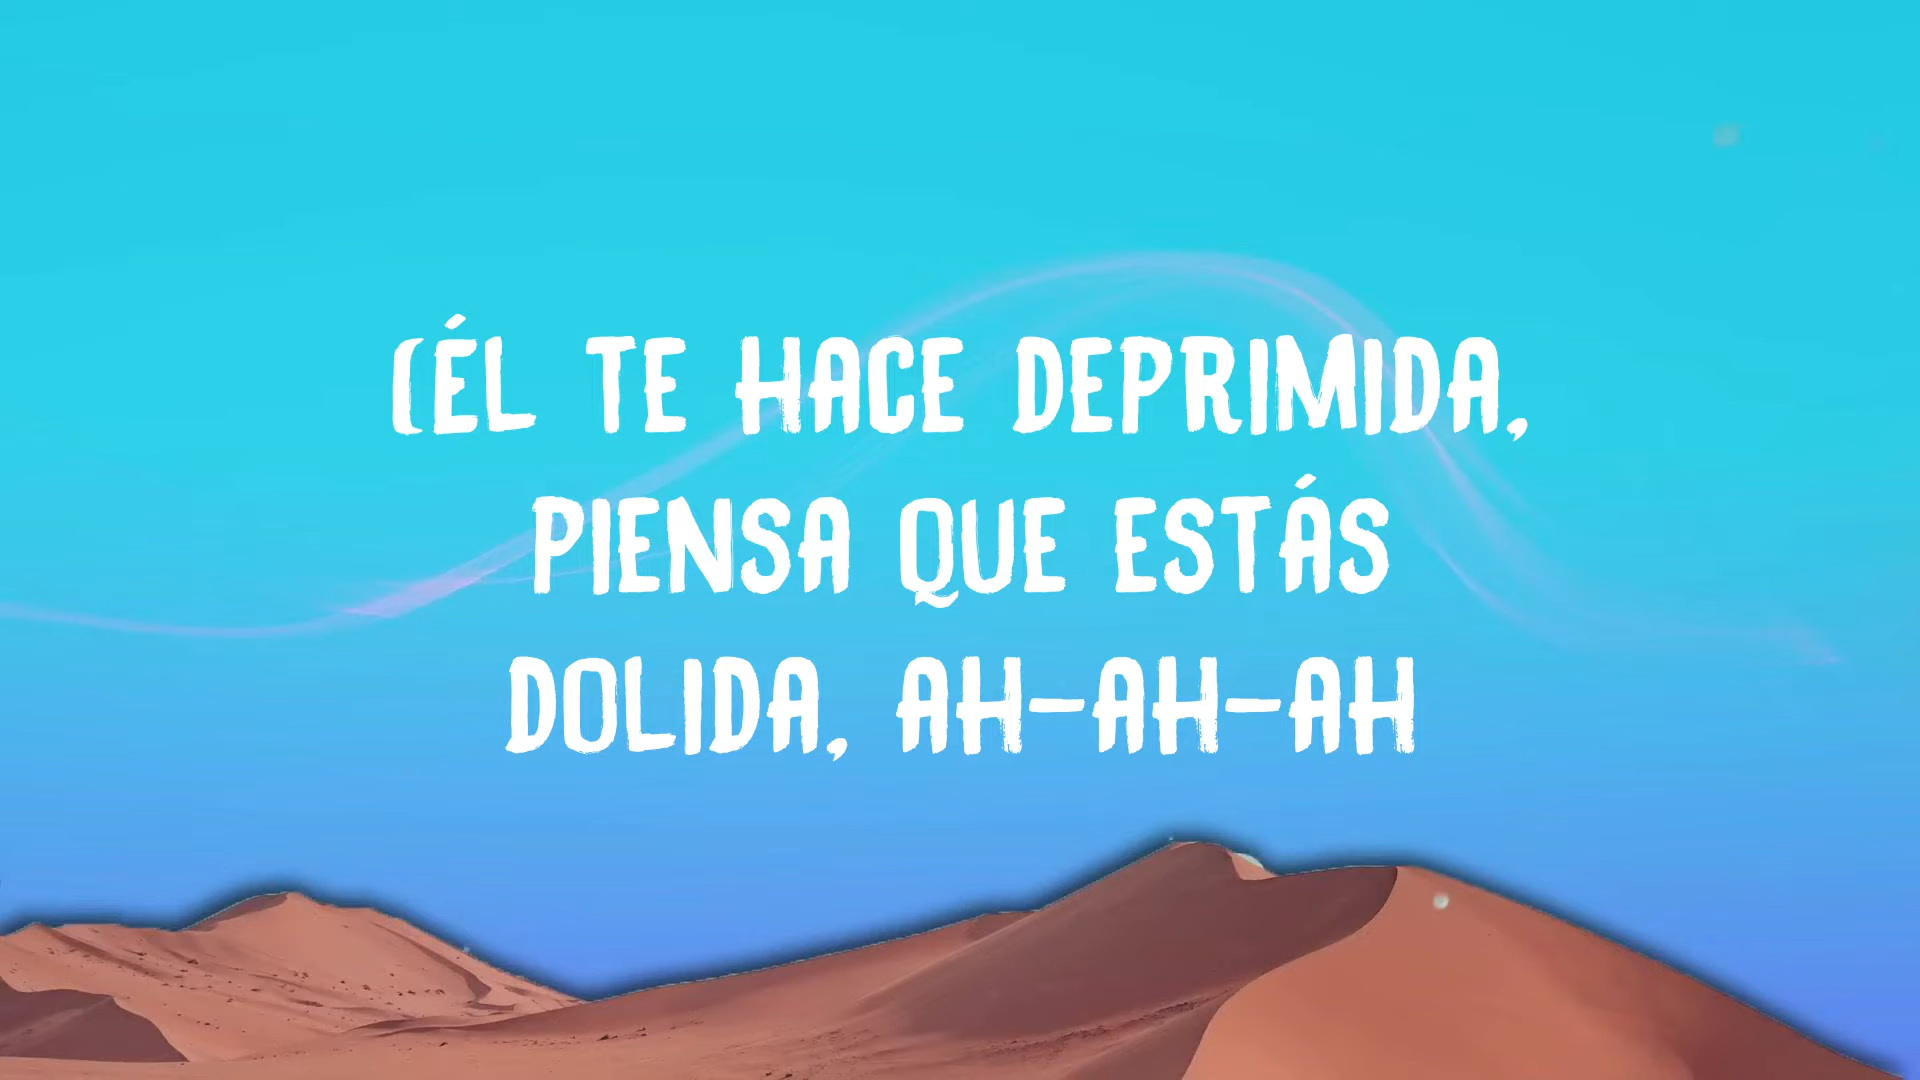 (ÉL TE HACE DEPRIMIDA,
PIENSA QUE ESTÁS
DOLIDA, AH-AH-AH